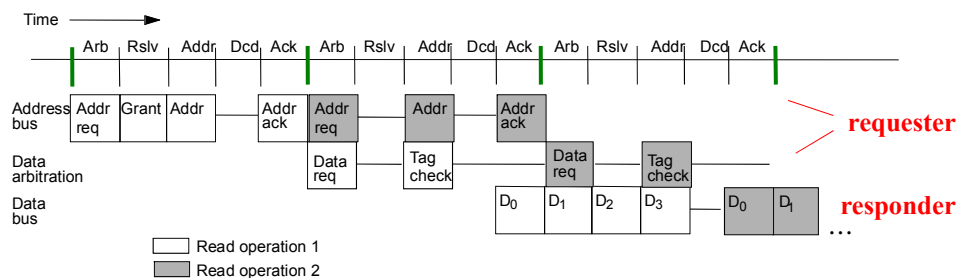 Time
Arb Rslv Addr Dcd Ack Arb Rslv Addr Dcd Ack Arb Rslv Addr Dcd Ack
Address
bus
Addr
req
Grant
Addr
Addr
ack
Addr
req
Addr
Addr
ack
requester
Data
arbitration
Data
req
Tag
check
Data
req
Tag
check
Data
bus
D0 D1 D2 D3 D0 D1
...
responder
Read operation 1
Read operation 2